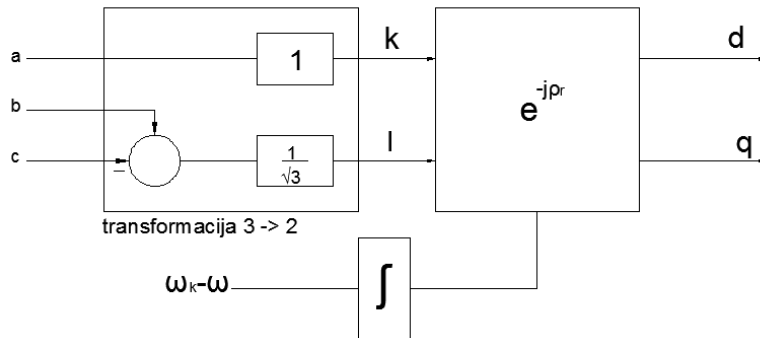 a
1
k
d
e^-jρr
b
c
−
1/√3
l
q
transformacija 3 -> 2
ωk-ω
∫